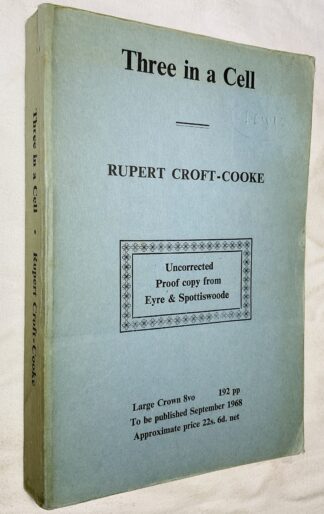 Three in a Cell
RUPERT CROFT-COOKE
Uncorrected
Proof copy from
Eyre & Spottiswoode
Large Crown 8vo 192 pp
To be published September 1968
Approximate price 22s. 6d. net
Three in a Cell • Rupert Croft-Cooke